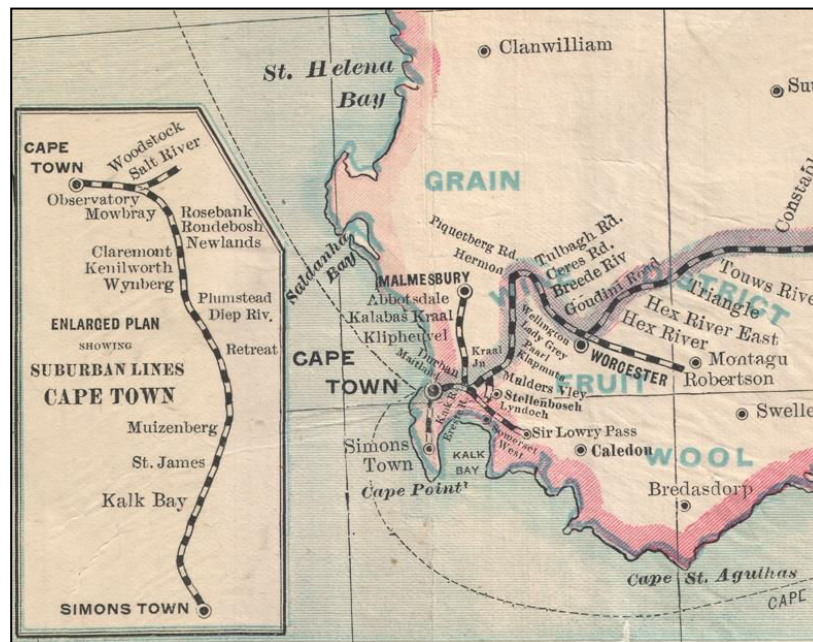 CAPE
TOWN
Woodstock
Salt River
Observatory
Mowbray
Rosebank
Rondebosh
Newlands
Claremont
Kenilworth
Wynberg
Plumstead
Diep Riv.
ENLARGED PLAN
SHOWING
SUBURBAN LINES
CAPE TOWN
Retreat
Muizenberg
St. James
Kalk Bay
SIMONS TOWN
St. Helena
Bay
Clanwilliam
Sut
Saldanha
Bay
GRAIN
Piquetberg Rd.
Hermon
Tulbagh Rd.
Ceres Rd.
Breede Riv
Goudini Road
DISTRICT
Constabl
Touws Rive
Triangle
Hex River East
Hex River
MALMESBURY
Abbotsdale
Kalabas Kraal
Klipheuvel
Wellington
Lady Grey
Paarl
Klapmuts
WORCESTER
Montagu
Robertson
CAPE
TOWN
Durban
Maitland
Kraal
Jn
Mulders Vley
FRUIT
Stellenbosch
Lyndoch
Somerset
West
Sir Lowry Pass
Simons
Town
KALK
BAY
Caledon
Swelle
WOOL
Cape Point
Bredasdorp
Cape St. Agulhas
CAPE